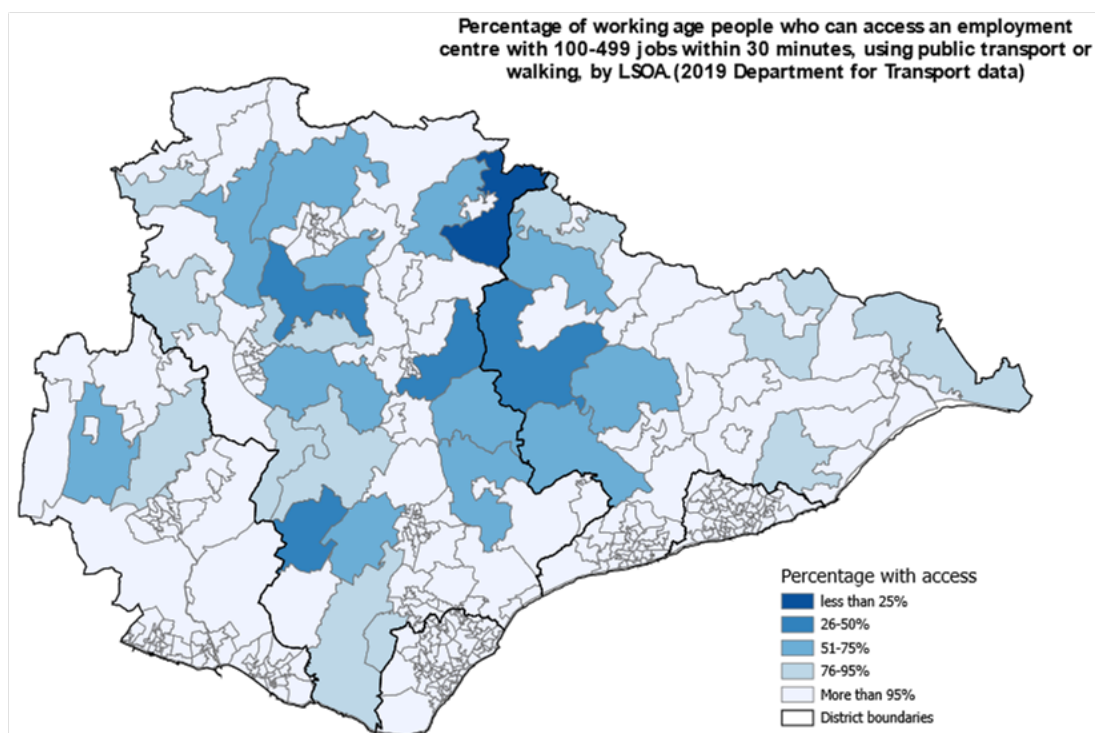 Percentage of working age people who can access an employment
centre with 100-499 jobs within 30 minutes, using public transport or
walking, by LSOA.(2019 Department for Transport data)
Percentage with access
less than 25%
26-50%
51-75%
76-95%
More than 95%
District boundaries